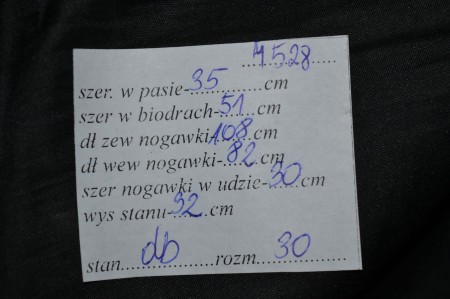 4528
szer. w pasie-35 cm
szer w biodrach-51 cm
dł zew nogawki-108 cm
dł wew nogawki-82 cm
szer nogawki w udzie-30 cm
wys stanu-32 cm
stan db rozm. 30